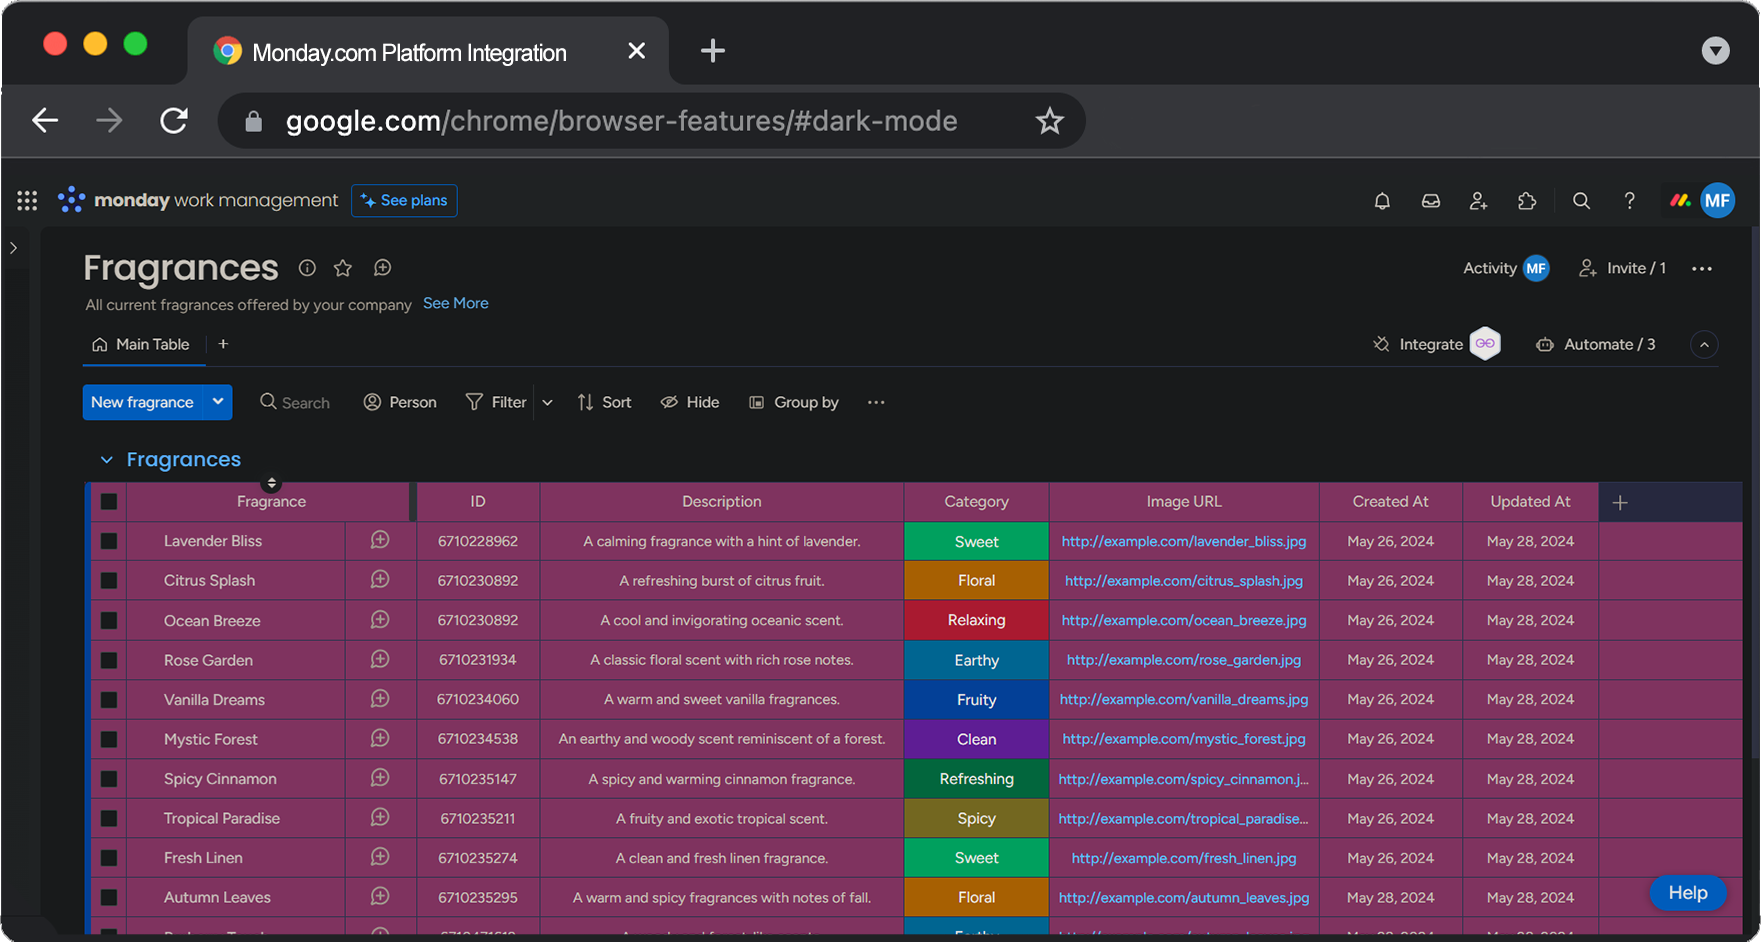 Monday.com Platform Integration
google.com/chrome/browser-features/#dark-mode
monday work management See plans MF
Fragrances Activity MF Invite / 1
All current fragrances offered by your company See More
Main Table + Integrate Automate / 3
New fragrance Search Person Filter Sort Hide Group by
Fragrances
Fragrance ID Description Category Image URL Created At Updated At
Lavender Bliss 6710228962 A calming fragrance with a hint of lavender. Sweet http://example.com/lavender_bliss.jpg May 26, 2024 May 28, 2024
Citrus Splash 6710230892 A refreshing burst of citrus fruit. Floral http://example.com/citrus_splash.jpg May 26, 2024 May 28, 2024
Ocean Breeze 6710230892 A cool and invigorating oceanic scent. Relaxing http://example.com/ocean_breeze.jpg May 26, 2024 May 28, 2024
Rose Garden 6710231934 A classic floral scent with rich rose notes. Earthy http://example.com/rose_garden.jpg May 26, 2024 May 28, 2024
Vanilla Dreams 6710234060 A warm and sweet vanilla fragrances. Fruity http://example.com/vanilla_dreams.jpg May 26, 2024 May 28, 2024
Mystic Forest 6710234538 An earthy and woody scent reminiscent of a forest. Clean http://example.com/mystic_forest.jpg May 26, 2024 May 28, 2024
Spicy Cinnamon 6710235147 A spicy and warming cinnamon fragrance. Refreshing http://example.com/spicy_cinnamon.j... May 26, 2024 May 28, 2024
Tropical Paradise 6710235211 A fruity and exotic tropical scent. Spicy http://example.com/tropical_paradise... May 26, 2024 May 28, 2024
Fresh Linen 6710235274 A clean and fresh linen fragrance. Sweet http://example.com/fresh_linen.jpg May 26, 2024 May 28, 2024
Autumn Leaves 6710235295 A warm and spicy fragrances with notes of fall. Floral http://example.com/autumn_leaves.jpg May 28, 2024 May 28, 2024
Help